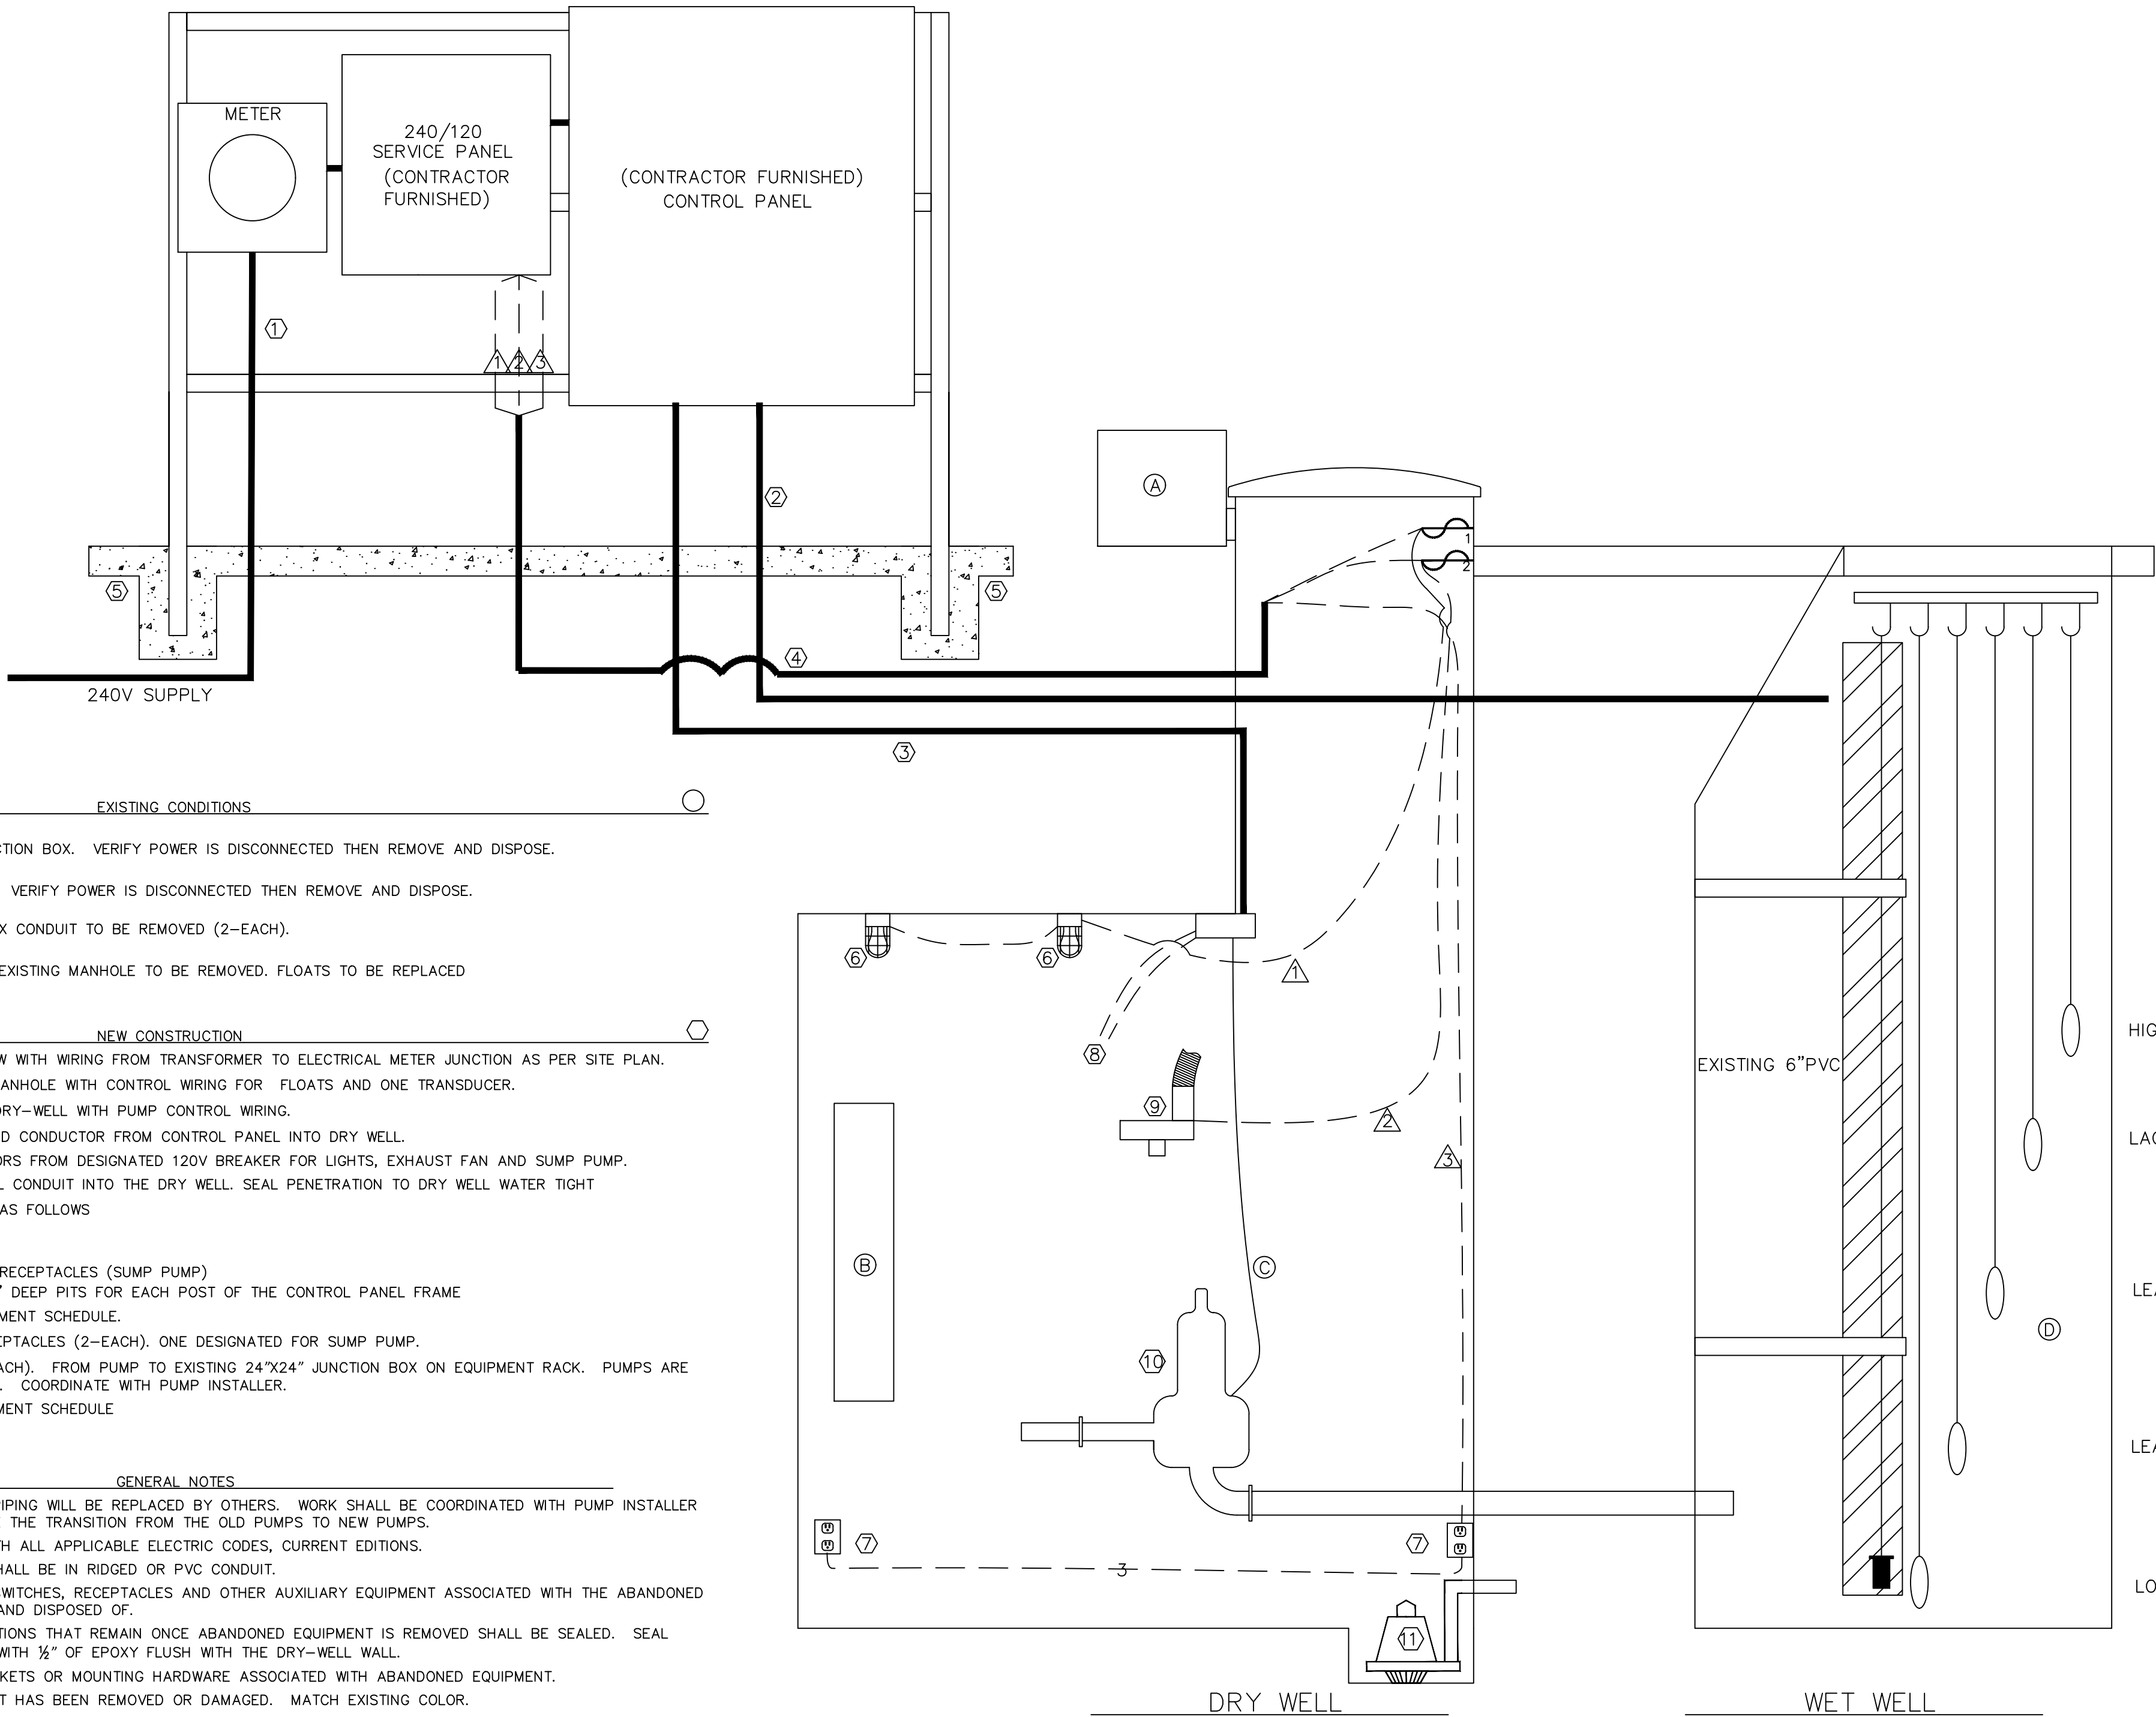 METER
240/120
SERVICE PANEL
(CONTRACTOR
FURNISHED)
(CONTRACTOR FURNISHED)
CONTROL PANEL
1
1 2 3
2
A
1
2
5
5
4
240V SUPPLY
3
EXISTING CONDITIONS
CTION BOX. VERIFY POWER IS DISCONNECTED THEN REMOVE AND DISPOSE.
VERIFY POWER IS DISCONNECTED THEN REMOVE AND DISPOSE.
X CONDUIT TO BE REMOVED (2-EACH).
EXISTING MANHOLE TO BE REMOVED. FLOATS TO BE REPLACED
NEW CONSTRUCTION
W WITH WIRING FROM TRANSFORMER TO ELECTRICAL METER JUNCTION AS PER SITE PLAN.
ANHOLE WITH CONTROL WIRING FOR FLOATS AND ONE TRANSDUCER.
DRY-WELL WITH PUMP CONTROL WIRING.
D CONDUCTOR FROM CONTROL PANEL INTO DRY WELL.
ORS FROM DESIGNATED 120V BREAKER FOR LIGHTS, EXHAUST FAN AND SUMP PUMP.
L CONDUIT INTO THE DRY WELL. SEAL PENETRATION TO DRY WELL WATER TIGHT
AS FOLLOWS
RECEPTACLES (SUMP PUMP)
" DEEP PITS FOR EACH POST OF THE CONTROL PANEL FRAME
MENT SCHEDULE.
EPTACLES (2-EACH). ONE DESIGNATED FOR SUMP PUMP.
ACH). FROM PUMP TO EXISTING 24"X24" JUNCTION BOX ON EQUIPMENT RACK. PUMPS ARE
. COORDINATE WITH PUMP INSTALLER.
MENT SCHEDULE
GENERAL NOTES
PIPING WILL BE REPLACED BY OTHERS. WORK SHALL BE COORDINATED WITH PUMP INSTALLER
THE TRANSITION FROM THE OLD PUMPS TO NEW PUMPS.
TH ALL APPLICABLE ELECTRIC CODES, CURRENT EDITIONS.
HALL BE IN RIDGED OR PVC CONDUIT.
SWITCHES, RECEPTACLES AND OTHER AUXILIARY EQUIPMENT ASSOCIATED WITH THE ABANDONED
AND DISPOSED OF.
TIONS THAT REMAIN ONCE ABANDONED EQUIPMENT IS REMOVED SHALL BE SEALED. SEAL
WITH ½" OF EPOXY FLUSH WITH THE DRY-WELL WALL.
KETS OR MOUNTING HARDWARE ASSOCIATED WITH ABANDONED EQUIPMENT.
T HAS BEEN REMOVED OR DAMAGED. MATCH EXISTING COLOR.
6
6
1
8
9
2
3
B
C
10
7
7
3
11
DRY WELL
EXISTING 6"PVC
D
HIG
LAG
LEA
LEA
LO
WET WELL